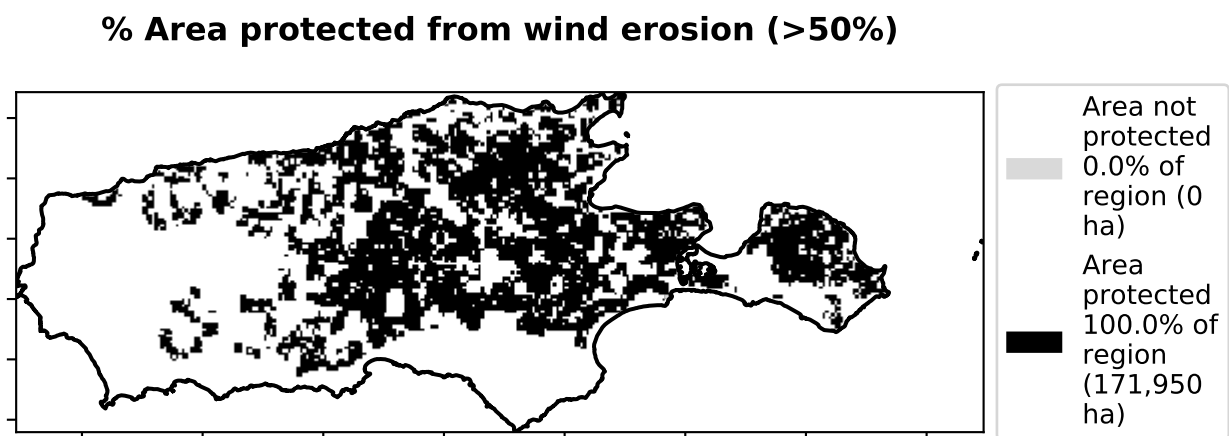 % Area protected from wind erosion (>50%)
Area not
protected
0.0% of
region (0
ha)
Area
protected
100.0% of
region
(171,950
ha)